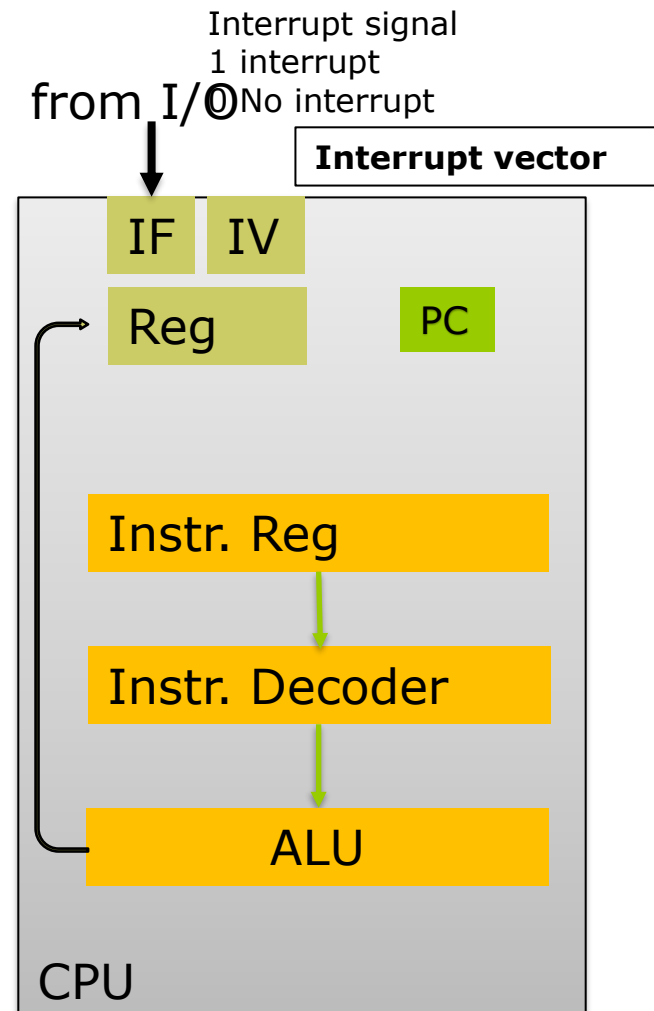 Interrupt signal
1 interrupt
0 No interrupt
from I/O
Interrupt vector
IF
IV
Reg
PC
Instr. Reg
Instr. Decoder
ALU
CPU